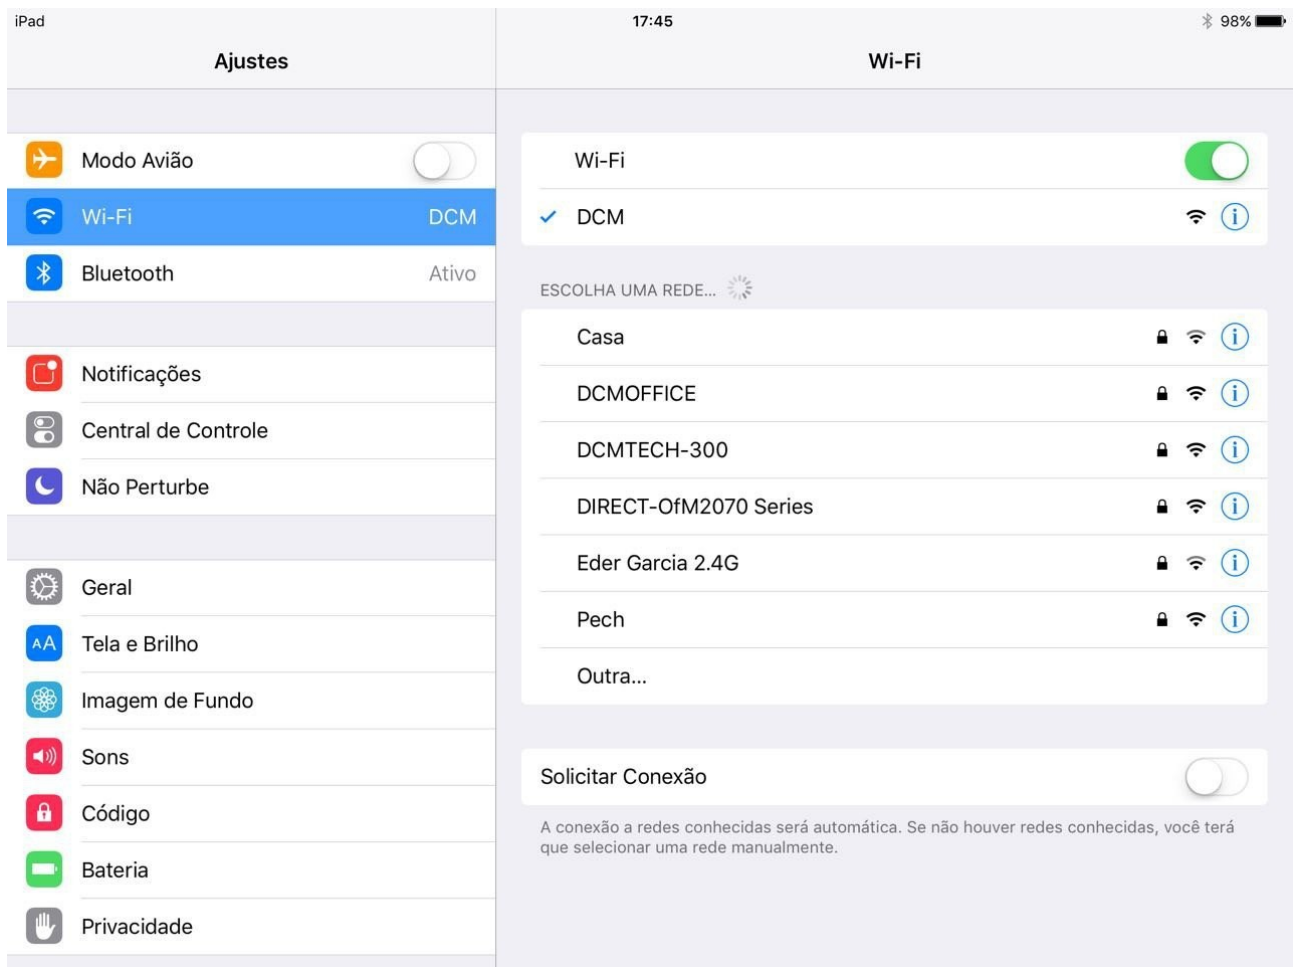 iPad
17:45
98%
Ajustes
Wi-Fi
Modo Avião
Wi-Fi DCM
Bluetooth Ativo
Notificações
Central de Controle
Não Perturbe
Geral
AA Tela e Brilho
Imagem de Fundo
Sons
Código
Bateria
Privacidade
Wi-Fi
DCM
ESCOLHA UMA REDE...
Casa
DCMOFFICE
DCMTECH-300
DIRECT-OfM2070 Series
Eder Garcia 2.4G
Pech
Outra...
Solicitar Conexão
A conexão a redes conhecidas será automática. Se não houver redes conhecidas, você terá
que selecionar uma rede manualmente.